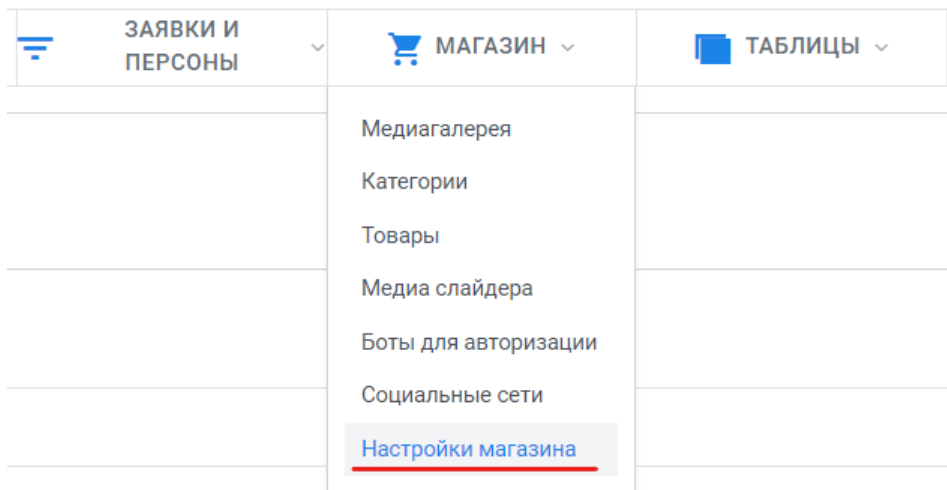 ЗАЯВКИ И
ПЕРСОНЫ
МАГАЗИН
ТАБЛИЦЫ
Медиагалерея
Категории
Товары
Медиа слайдера
Боты для авторизации
Социальные сети
Настройки магазина